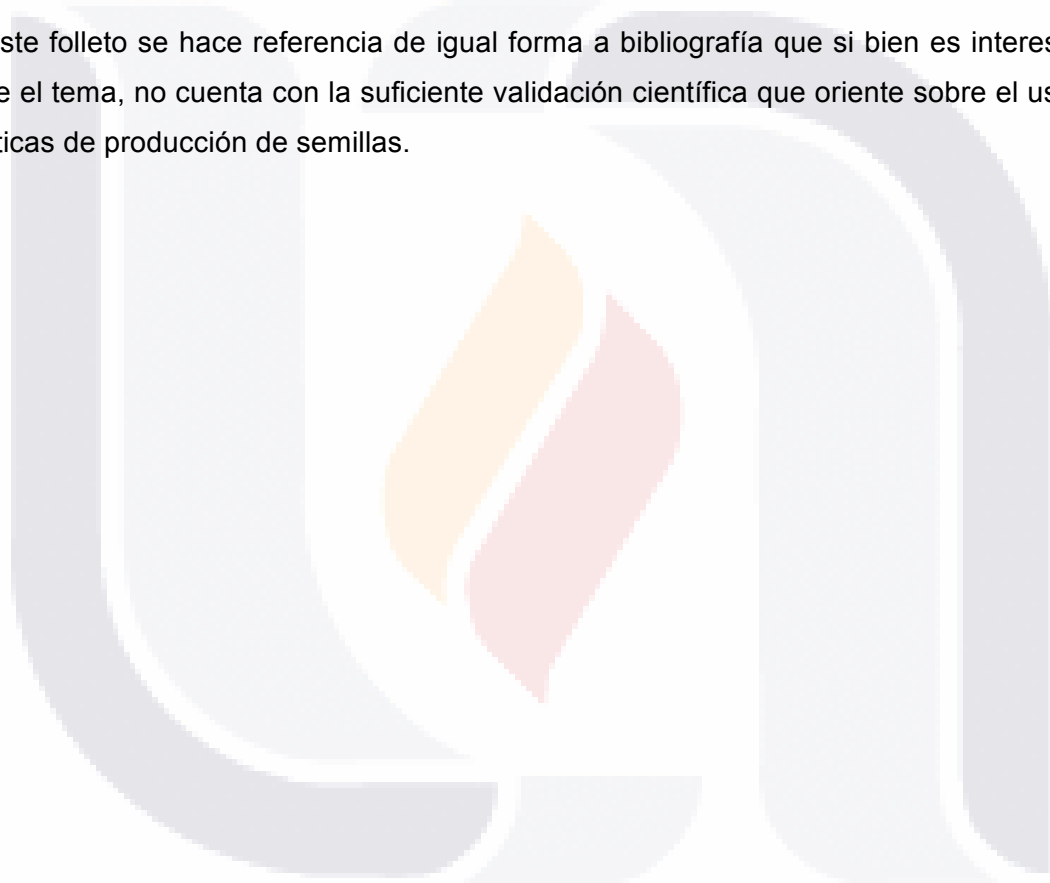 ste folleto se hace referencia de igual forma a bibliografía que si bien es interes
e el tema, no cuenta con la suficiente validación científica que oriente sobre el us
ticas de producción de semillas.